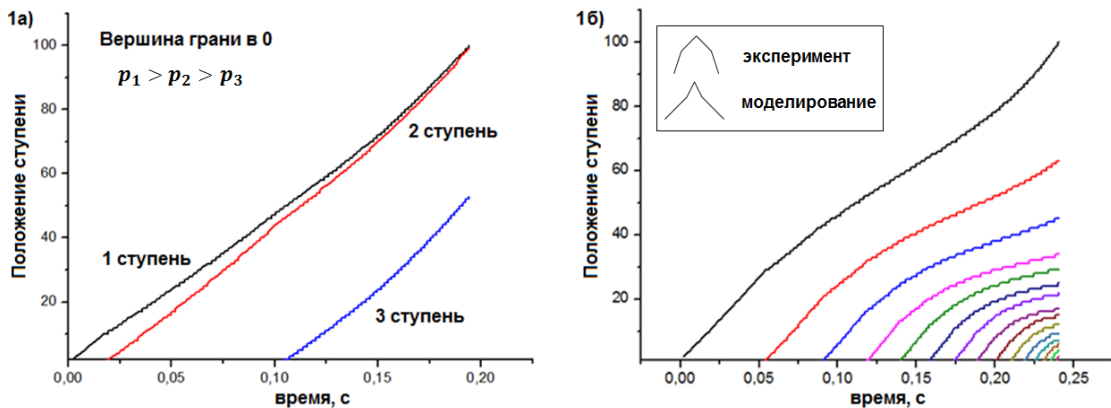 1а)
Вершина грани в 0
p₁ > p₂ > p₃
Положение ступени
100
80
60
40
20
1 ступень
2 ступень
3 ступень
0,00
0,05
0,10
0,15
0,20
время, с
1б)
эксперимент
моделирование
Положение ступени
100
80
60
40
20
0,00
0,05
0,10
0,15
0,20
0,25
время, с